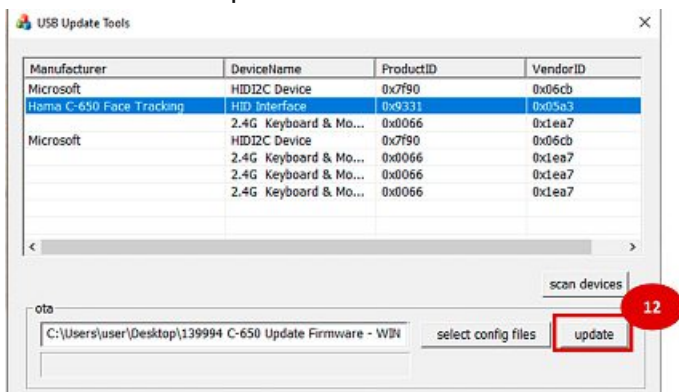 USB Update Tools
Manufacturer DeviceName ProductID VendorID
Microsoft HIDI2C Device 0x7f90 0x06cb
Hama C-650 Face Tracking HID Interface 0x9331 0x05a3
2.4G Keyboard & Mo... 0x0066 0x1ea7
Microsoft HIDI2C Device 0x7f90 0x06cb
2.4G Keyboard & Mo... 0x0066 0x1ea7
2.4G Keyboard & Mo... 0x0066 0x1ea7
2.4G Keyboard & Mo... 0x0066 0x1ea7
scan devices
12
ota
C:\Users\user\Desktop\139994 C-650 Update Firmware - WIN select config files update